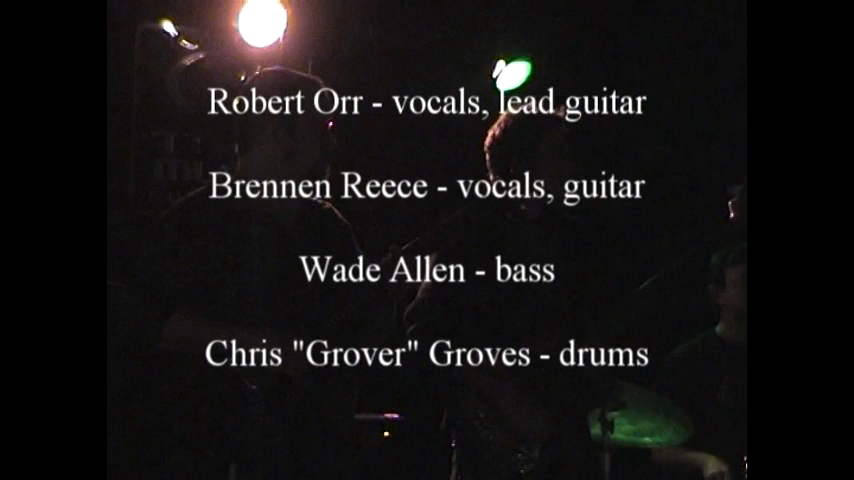 Robert Orr - vocals, lead guitar
Brennen Reece - vocals, guitar
Wade Allen - bass
Chris "Grover" Groves - drums